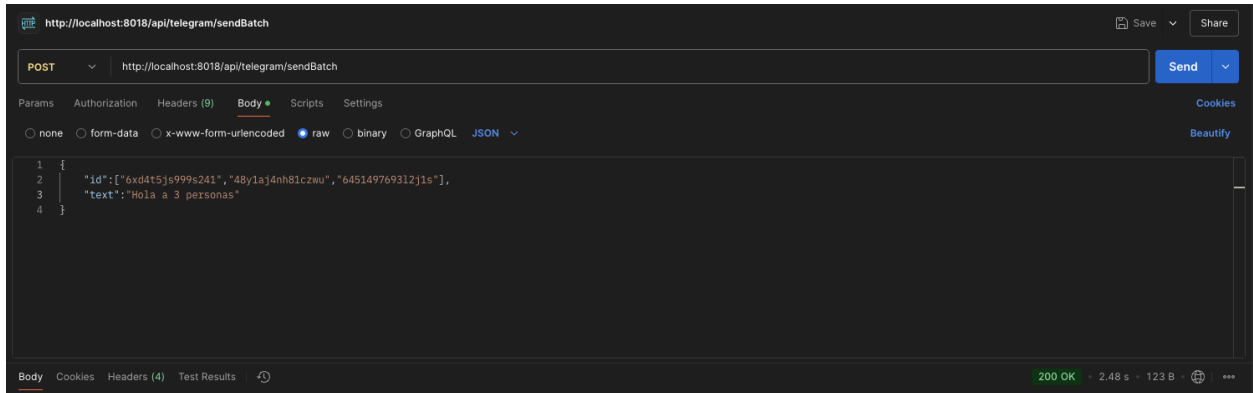 HTTP http://localhost:8018/api/telegram/sendBatch Save Share
POST http://localhost:8018/api/telegram/sendBatch Send
Params Authorization Headers (9) Body Scripts Settings Cookies
none form-data x-www-form-urlencoded raw binary GraphQL JSON Beautify
1 {
2 "id":["6xd4t5js999s241","48y1aj4nh81czwu","6451497693l2j1s"],
3 "text":"Hola a 3 personas"
4 }
Body Cookies Headers (4) Test Results 200 OK 2.48 s 123 B